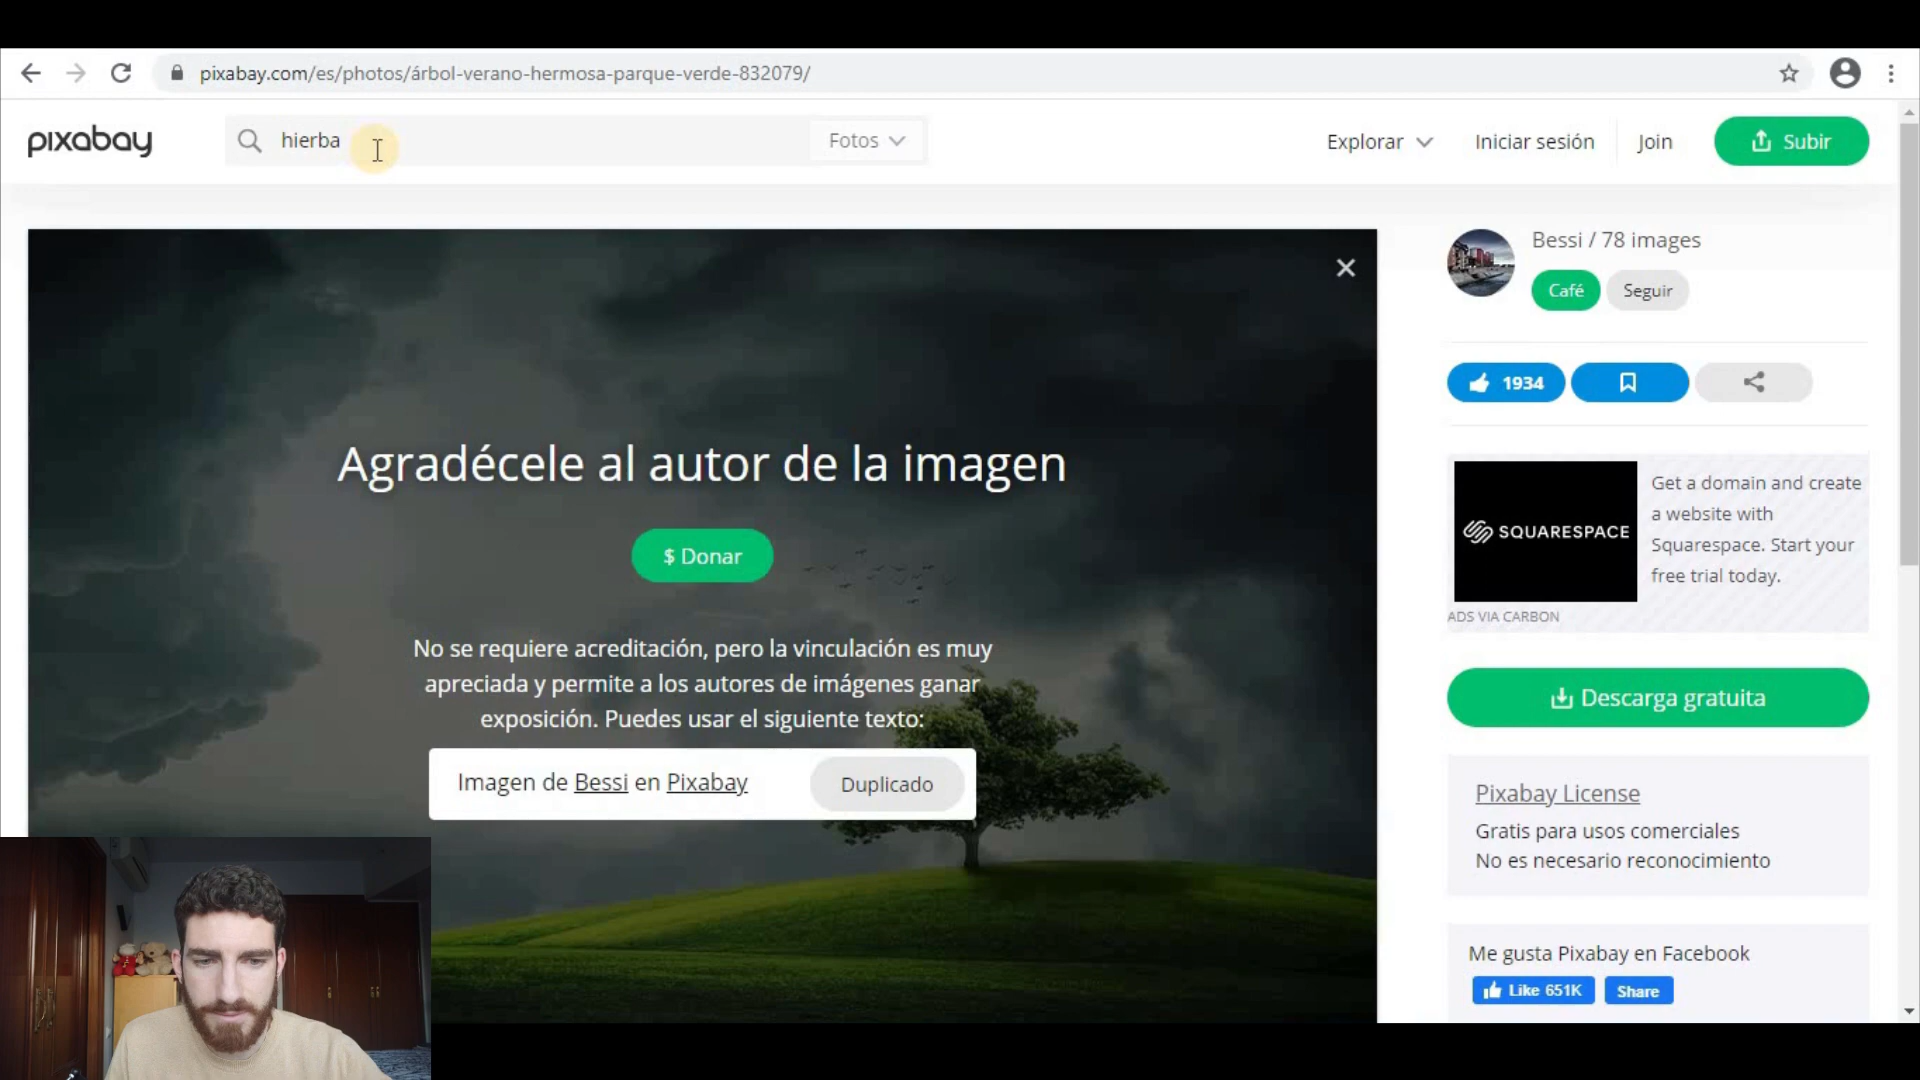 pixabay.com/es/photos/árbol-verano-hermosa-parque-verde-832079/
pixabay
hierba
Fotos
Explorar
Iniciar sesión
Join
Subir
Agradécele al autor de la imagen
$ Donar
No se requiere acreditación, pero la vinculación es muy
apreciada y permite a los autores de imágenes ganar
exposición. Puedes usar el siguiente texto:
Imagen de Bessi en Pixabay
Duplicado
Bessi / 78 images
Café
Seguir
1934
SQUARESPACE
Get a domain and create
a website with
Squarespace. Start your
free trial today.
ADS VIA CARBON
Descarga gratuita
Pixabay License
Gratis para usos comerciales
No es necesario reconocimiento
Me gusta Pixabay en Facebook
Like 651K
Share